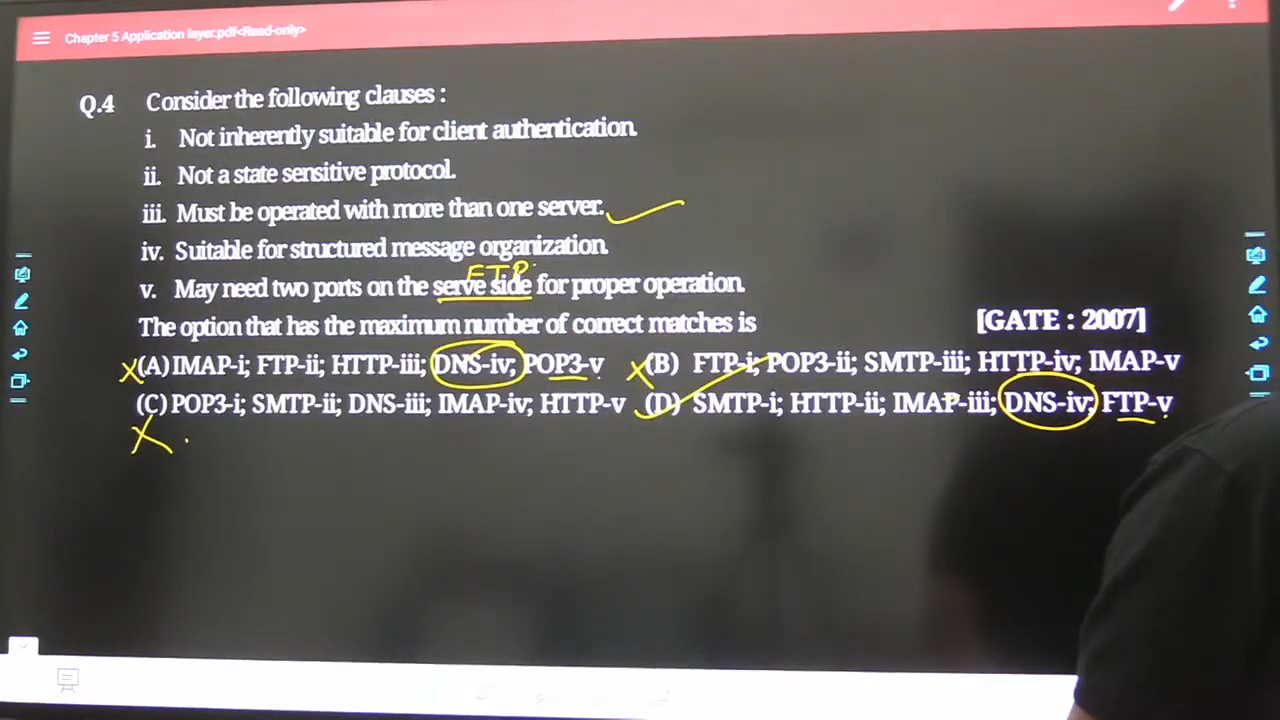 Chapter 5 Application layer.pdf<Read-only>
Q.4 Consider the following clauses :
i. Not inherently suitable for client authentication.
ii. Not a state sensitive protocol.
iii. Must be operated with more than one server.
iv. Suitable for structured message organization.
FTP
v. May need two ports on the serve side for proper operation.
The option that has the maximum number of correct matches is [GATE : 2007]
(A) IMAP-i; FTP-ii; HTTP-iii; DNS-iv; POP3-v (B) FTP-i; POP3-ii; SMTP-iii; HTTP-iv; IMAP-v
(C) POP3-i; SMTP-ii; DNS-iii; IMAP-iv; HTTP-v (D) SMTP-i; HTTP-ii; IMAP-iii; DNS-iv; FTP-v